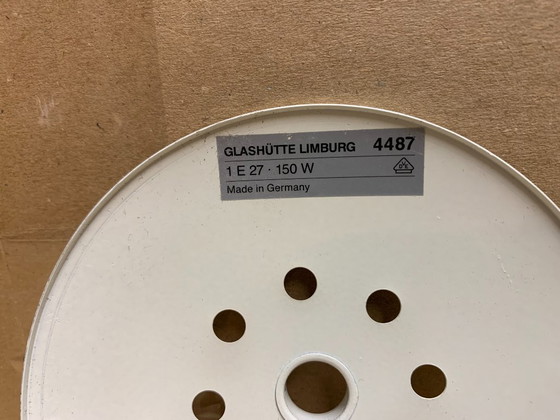 GLASHÜTTE LIMBURG 4487
1 E 27 · 150 W
Made in Germany